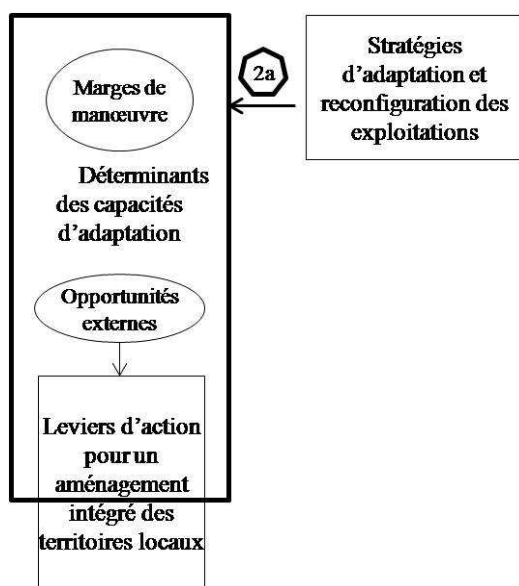 Marges de
manœuvre
Déterminants
des capacités
d'adaptation
Opportunités
externes
Leviers d'action
pour un
aménagement
intégré des
territoires locaux
2a
Stratégies
d'adaptation et
reconfiguration des
exploitations